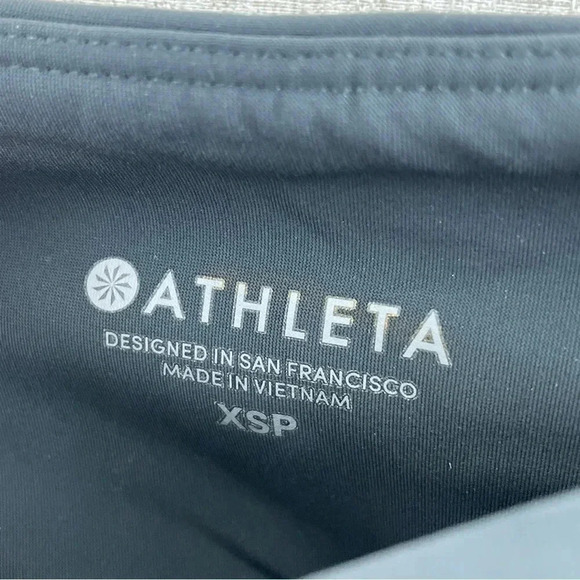 ATHLETA
DESIGNED IN SAN FRANCISCO
MADE IN VIETNAM
XSP